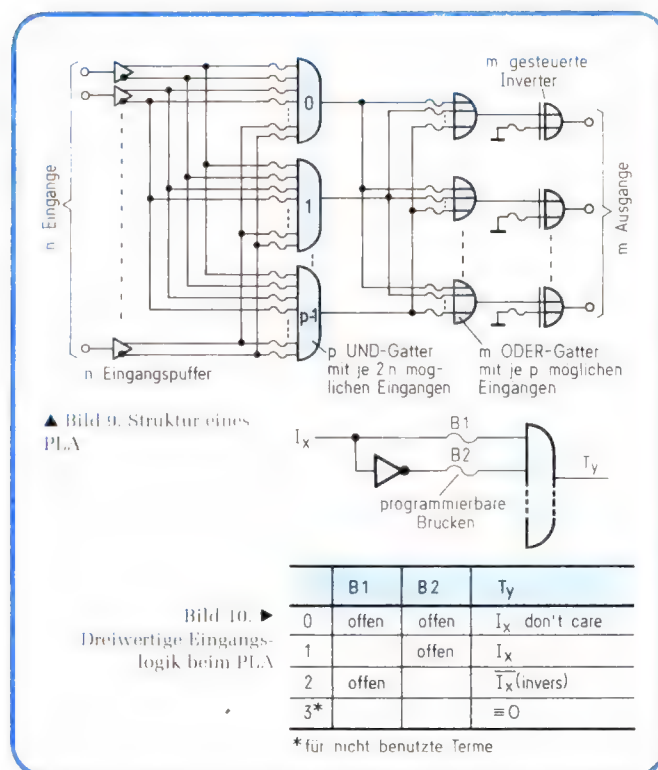 m gesteuerte
Inverter
n Eingänge
0
1
p-1
m Ausgänge
n Eingangspuffer
p UND-Gatter
mit je 2n mög-
lichen Eingängen
m ODER-Gatter
mit je p möglichen
Eingängen
▲ Bild 9. Struktur eines
PLA
Ix
B1
B2
Ty
programmierbare
Brücken
Bild 10. ►
Dreiwertige Eingangs-
logik beim PLA
B1 B2 Ty
0 offen offen Ix don't care
1 offen Ix
2 offen I̅x̅ (invers)
3* ≡0
*für nicht benutzte Terme